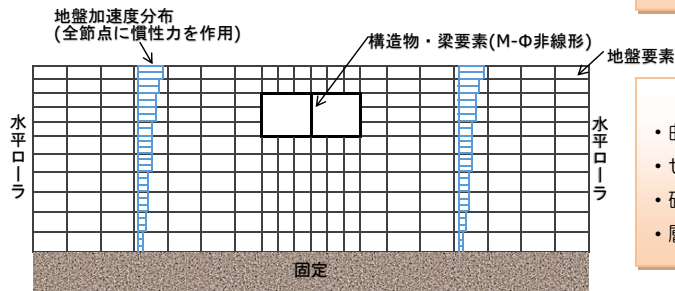 地盤加速度分布
(全節点に慣性力を作用)
構造物・梁要素(M-Φ非線形)
地盤要素
水平ローラ
水平ローラ
固定